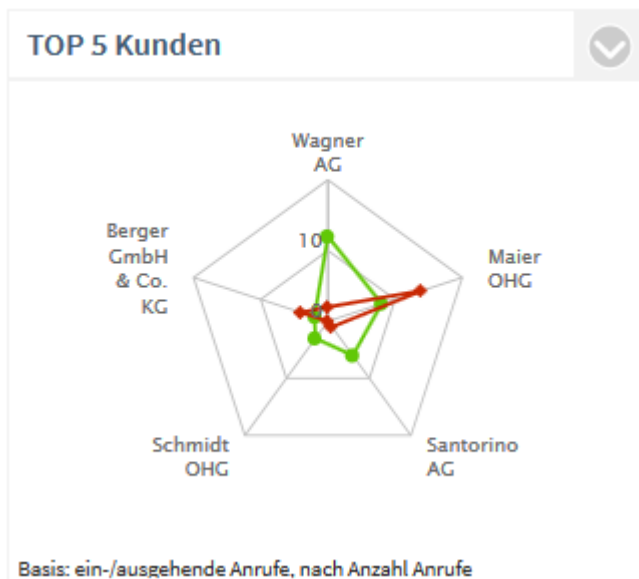 TOP 5 Kunden
Wagner
AG
10
Berger
GmbH
& Co.
KG
Maier
OHG
0
Schmidt
OHG
Santorino
AG
Basis: ein-/ausgehende Anrufe, nach Anzahl Anrufe